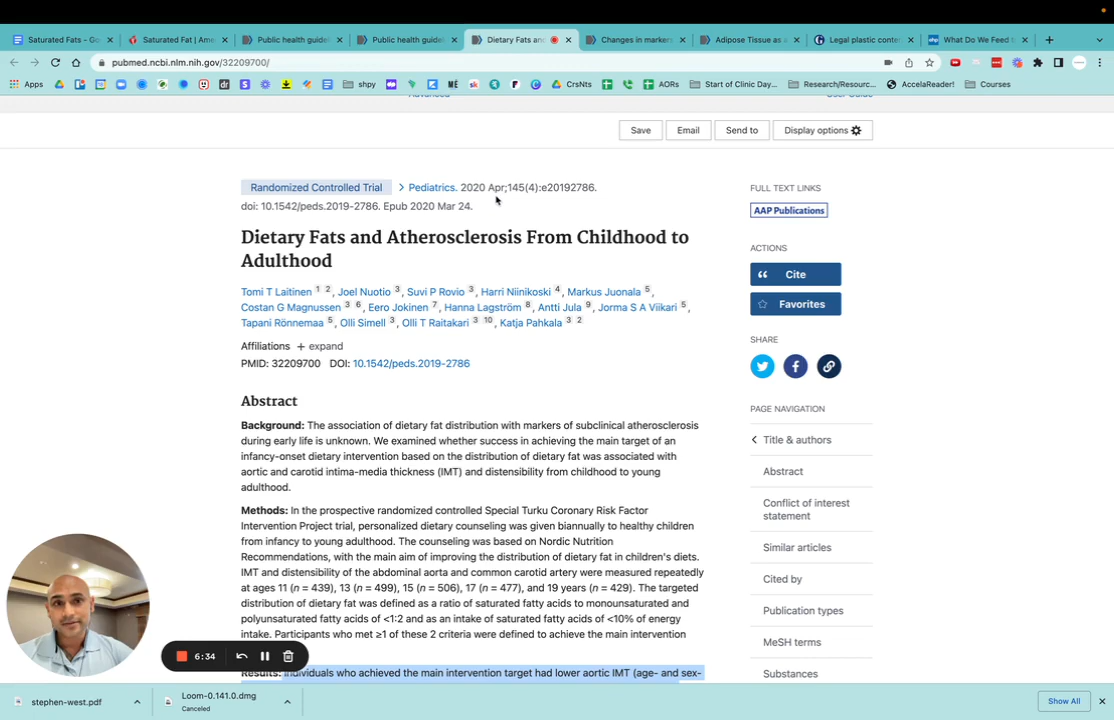 Saturated Fats - Go
Saturated Fat | Ame
Public health guidel
Public health guidel
Dietary Fats and
Changes in markers
Adipose Tissue as a
Legal plastic conten
What Do We Feed t
pubmed.ncbi.nlm.nih.gov/32209700/
Apps
shpy
CrsNts
AORs
Start of Clinic Day...
Research/Resourc...
AccelaReader!
Courses
Advanced
User Guide
Save
Email
Send to
Display options
Randomized Controlled Trial
Pediatrics. 2020 Apr;145(4):e20192786.
doi: 10.1542/peds.2019-2786. Epub 2020 Mar 24.
Dietary Fats and Atherosclerosis From Childhood to
Adulthood
Tomi T Laitinen 1 2, Joel Nuotio 3, Suvi P Rovio 3, Harri Niinikoski 4, Markus Juonala 5,
Costan G Magnussen 3 6, Eero Jokinen 7, Hanna Lagström 8, Antti Jula 9, Jorma S A Viikari 5,
Tapani Rönnemaa 5, Olli Simell 3, Olli T Raitakari 3 10, Katja Pahkala 3 2
Affiliations + expand
PMID: 32209700 DOI: 10.1542/peds.2019-2786
Abstract
Background: The association of dietary fat distribution with markers of subclinical atherosclerosis
during early life is unknown. We examined whether success in achieving the main target of an
infancy-onset dietary intervention based on the distribution of dietary fat was associated with
aortic and carotid intima-media thickness (IMT) and distensibility from childhood to young
adulthood.
Methods: In the prospective randomized controlled Special Turku Coronary Risk Factor
Intervention Project trial, personalized dietary counseling was given biannually to healthy children
from infancy to young adulthood. The counseling was based on Nordic Nutrition
Recommendations, with the main aim of improving the distribution of dietary fat in children's diets.
IMT and distensibility of the abdominal aorta and common carotid artery were measured repeatedly
at ages 11 (n = 439), 13 (n = 499), 15 (n = 506), 17 (n = 477), and 19 years (n = 429). The targeted
distribution of dietary fat was defined as a ratio of saturated fatty acids to monounsaturated and
polyunsaturated fatty acids of <1:2 and as an intake of saturated fatty acids of <10% of energy
intake. Participants who met ≥1 of these 2 criteria were defined to achieve the main intervention
Results: Individuals who achieved the main intervention target had lower aortic IMT (age- and sex-
FULL TEXT LINKS
AAP Publications
ACTIONS
Cite
Favorites
SHARE
PAGE NAVIGATION
Title & authors
Abstract
Conflict of interest
statement
Similar articles
Cited by
Publication types
MeSH terms
Substances
6:34
stephen-west.pdf
Loom-0.141.0.dmg
Canceled
Show All